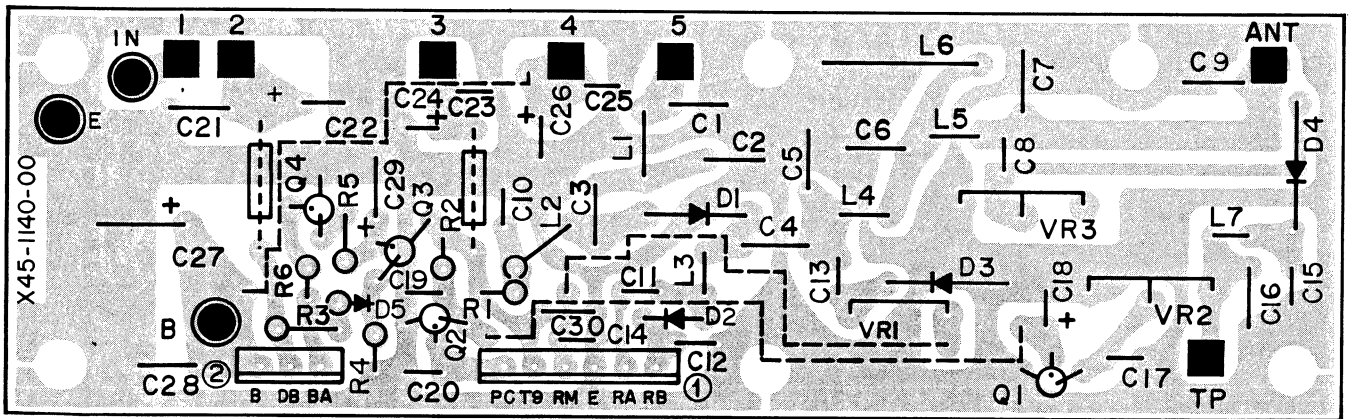 IN
1
2
3
4
5
L6
C7
C9
ANT
E
C21
+
C22
C24
+
C23
+
C26
C25
L1
C1
C2
C5
C6
L5
C8
D4
X45-1140-00
+
C27
Q4
R5
C29
+
Q3
R2
C10
L2
C3
D1
C4
L4
VR3
L7
R6
C19
C11
L3
C13
D3
C18
+
VR2
C16
C15
B
R3
D5
R4
Q2
R1
C30
C14
D2
C12
VR1
Q1
C17
TP
C28
②
B DB BA
C20
PC T9 RM E RA RB
①